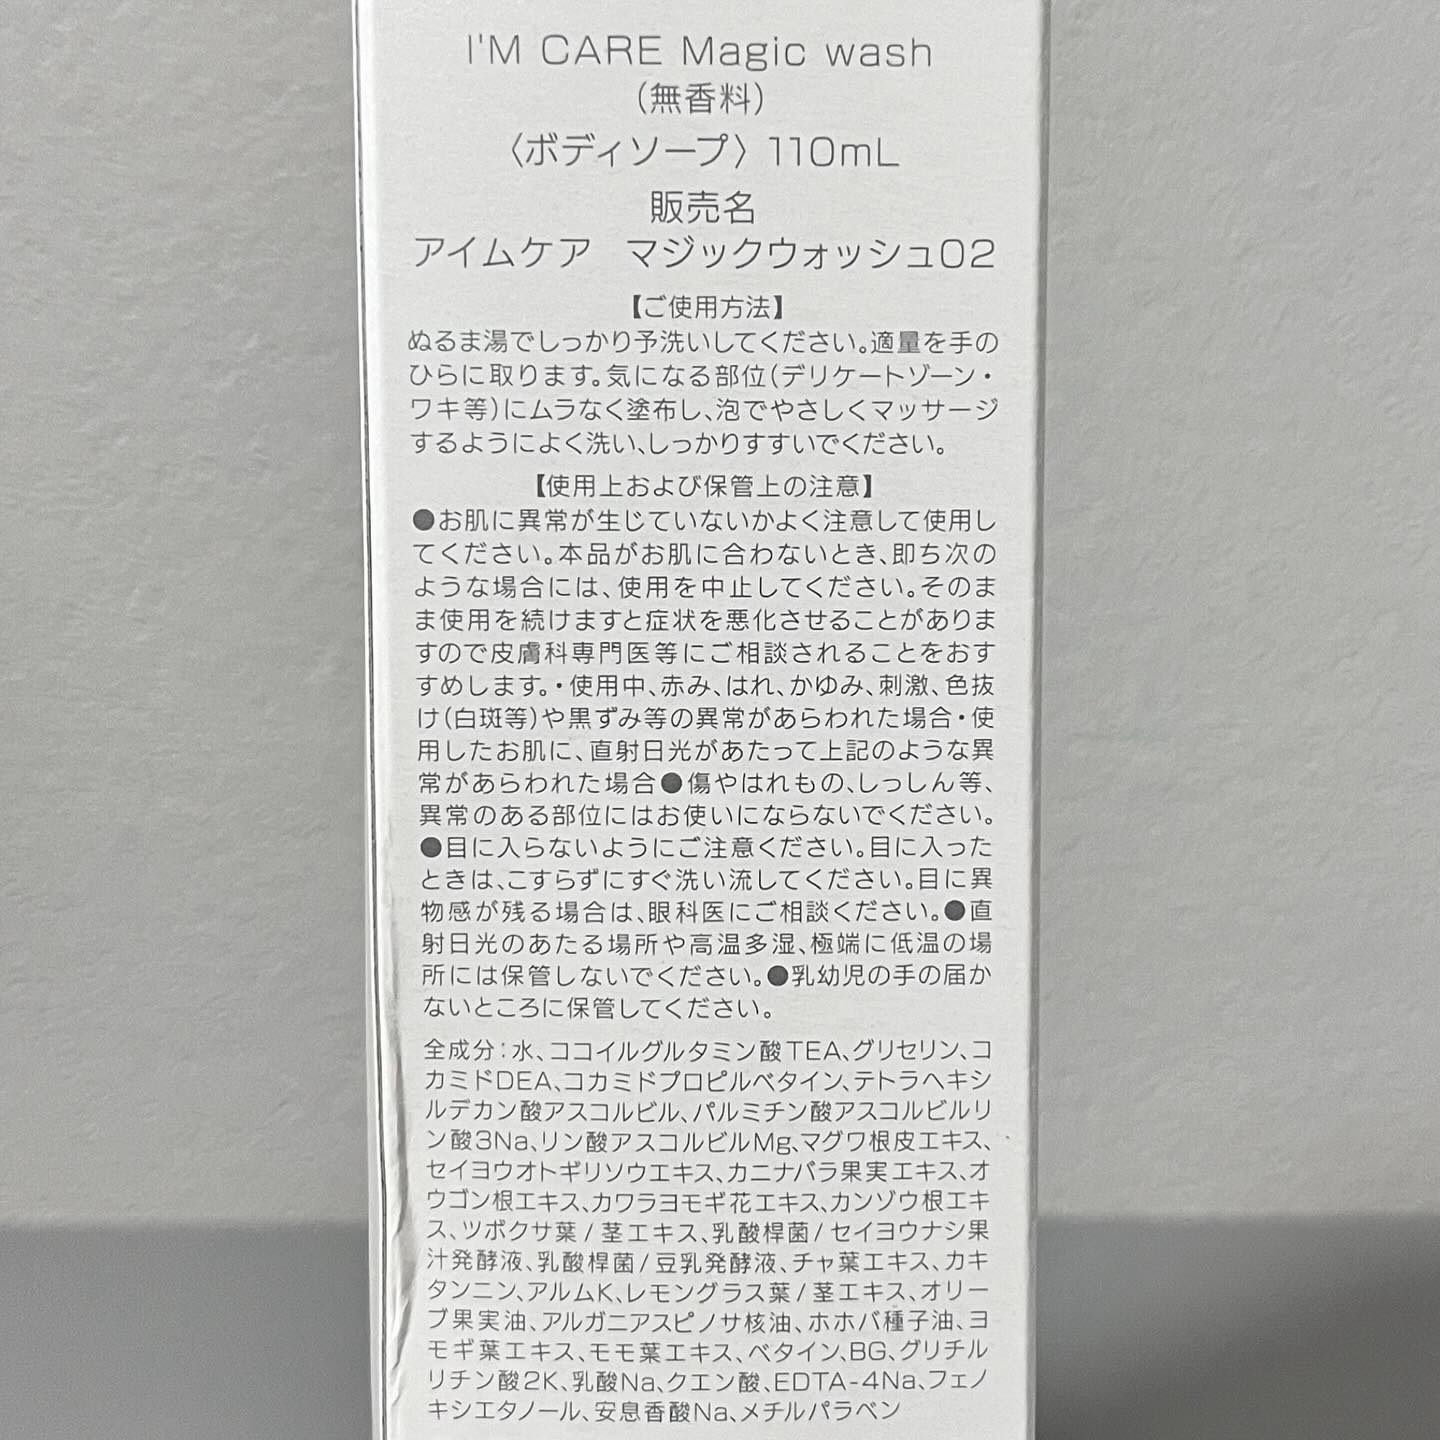 I'M CARE Magic wash
（無香料）
〈ボディソープ〉110mL
販売名
アイムケア　マジックウォッシュ02
【ご使用方法】
ぬるま湯でしっかり予洗いしてください。適量を手の
ひらに取ります。気になる部位（デリケートゾーン・
ワキ等）にムラなく塗布し、泡でやさしくマッサージ
するようによく洗い、しっかりすすいでください。
【使用上および保管上の注意】
●お肌に異常が生じていないかよく注意して使用し
てください。本品がお肌に合わないとき、即ち次の
ような場合には、使用を中止してください。そのま
ま使用を続けますと症状を悪化させることがありま
すので皮膚科専門医等にご相談されることをおす
すめします。・使用中、赤み、はれ、かゆみ、刺激、色抜
け（白斑等）や黒ずみ等の異常があらわれた場合・使
用したお肌に、直射日光があたって上記のような異
常があらわれた場合●傷やはれもの、しっしん等、
異常のある部位にはお使いにならないでください。
●目に入らないようにご注意ください。目に入った
ときは、こすらずにすぐ洗い流してください。目に異
物感が残る場合は、眼科医にご相談ください。●直
射日光のあたる場所や高温多湿、極端に低温の場
所には保管しないでください。●乳幼児の手の届か
ないところに保管してください。
全成分：水、ココイルグルタミン酸TEA、グリセリン、コ
カミドDEA、コカミドプロピルベタイン、テトラヘキシ
ルデカン酸アスコルビル、パルミチン酸アスコルビルリ
ン酸3Na、リン酸アスコルビルMg、マグワ根皮エキス、
セイヨウオトギリソウエキス、カニナバラ果実エキス、オ
ウゴン根エキス、カワラヨモギ花エキス、カンゾウ根エキ
ス、ツボクサ葉/茎エキス、乳酸桿菌/セイヨウナシ果
汁発酵液、乳酸桿菌/豆乳発酵液、チャ葉エキス、カキ
タンニン、アルムK、レモングラス葉/茎エキス、オリー
ブ果実油、アルガニアスピノサ核油、ホホバ種子油、ヨ
モギ葉エキス、モモ葉エキス、ベタイン、BG、グリチル
リチン酸2K、乳酸Na、クエン酸、EDTA-4Na、フェノ
キシエタノール、安息香酸Na、メチルパラベン